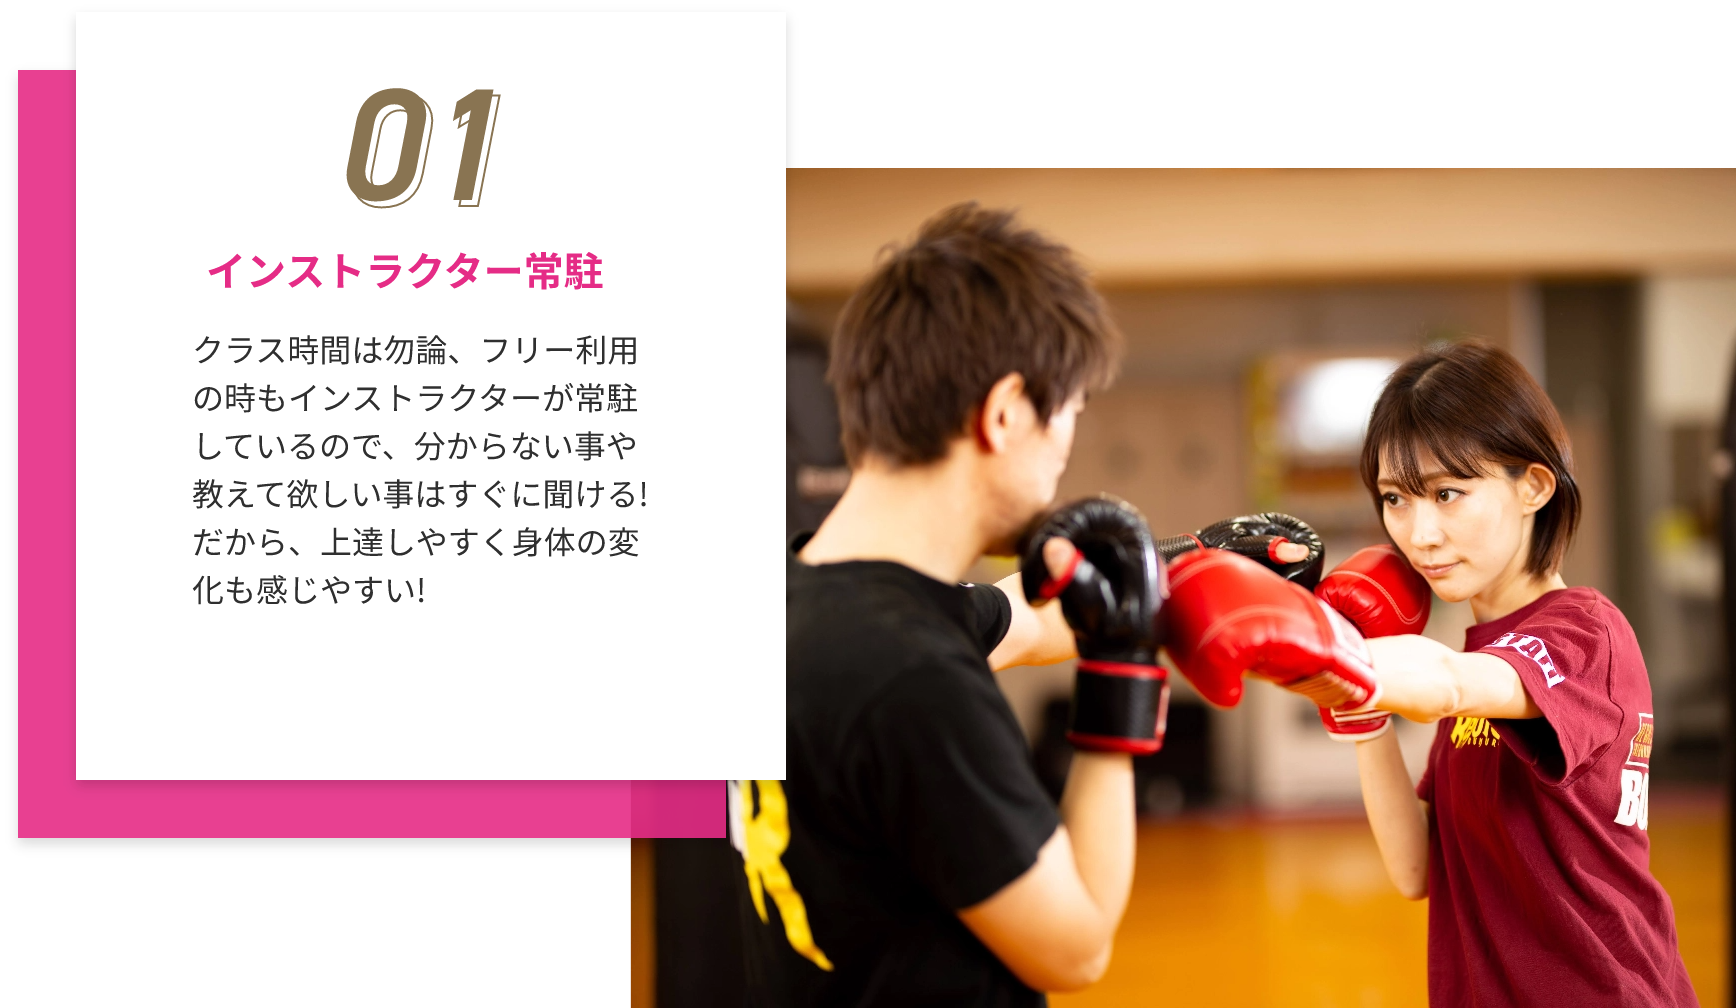 01
インストラクター常駐
クラス時間は勿論、フリー利用
の時もインストラクターが常駐
しているので、分からない事や
教えて欲しい事はすぐに聞ける!
だから、上達しやすく身体の変
化も感じやすい!